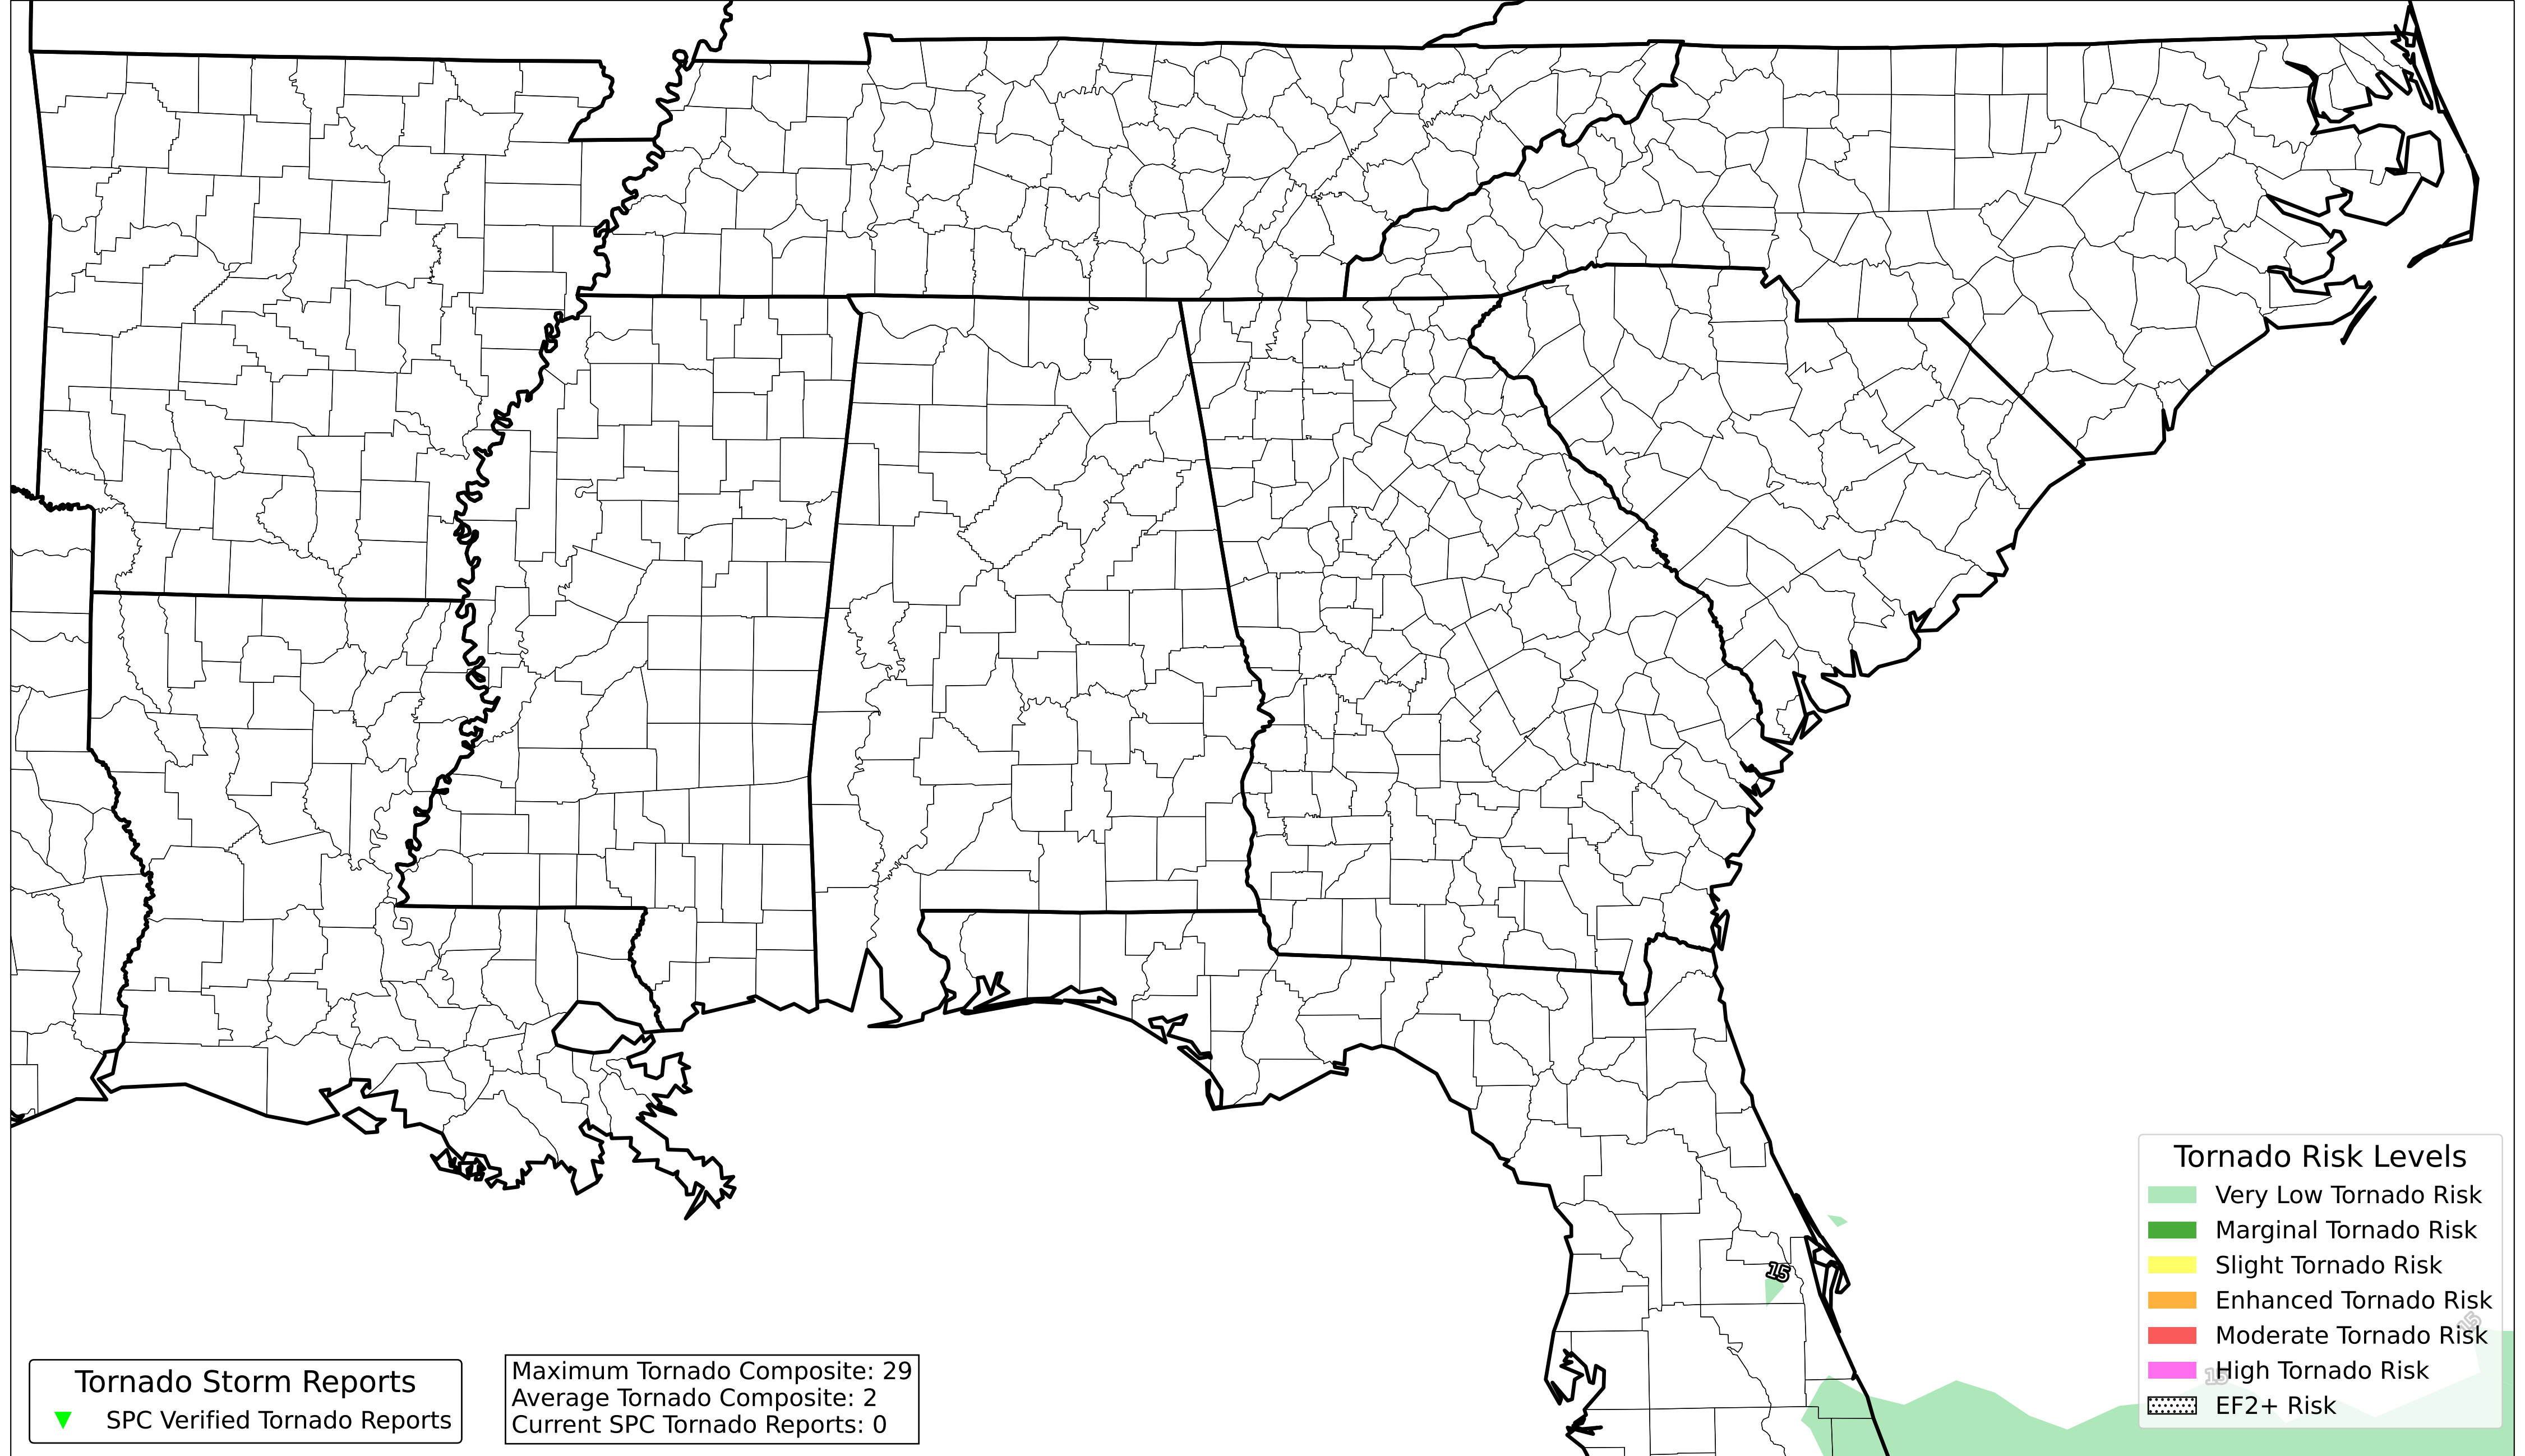 15
Tornado Risk Levels
Very Low Tornado Risk
Marginal Tornado Risk
Slight Tornado Risk
Enhanced Tornado Risk
Moderate Tornado Risk
High Tornado Risk
EF2+ Risk
15
15
Tornado Storm Reports
SPC Verified Tornado Reports
Maximum Tornado Composite: 29
Average Tornado Composite: 2
Current SPC Tornado Reports: 0